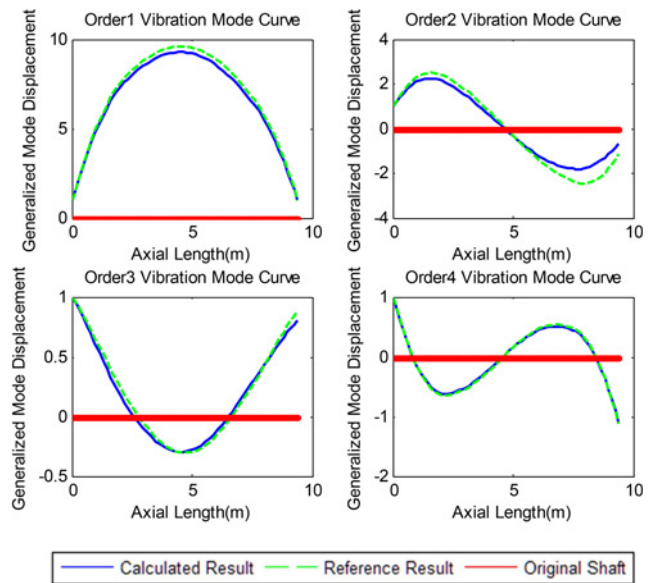 Order1 Vibration Mode Curve
Order2 Vibration Mode Curve
Generalized Mode Displacement
10
5
0
0
5
10
Axial Length(m)
Generalized Mode Displacement
4
2
0
-2
-4
0
5
10
Axial Length(m)
Order3 Vibration Mode Curve
Order4 Vibration Mode Curve
Generalized Mode Displacement
1
0.5
0
-0.5
0
5
10
Axial Length(m)
Generalized Mode Displacement
1
0
-1
-2
0
5
10
Axial Length(m)
Calculated Result
Reference Result
Original Shaft